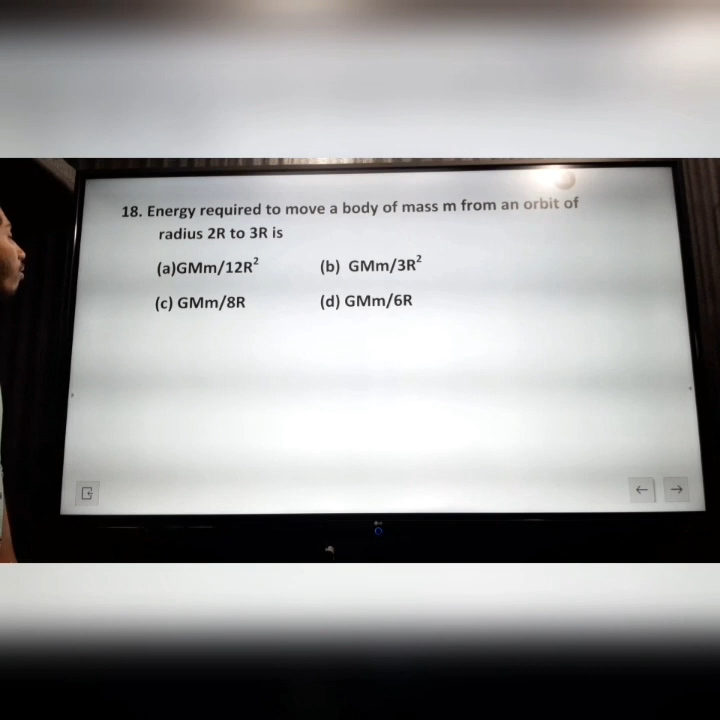 18. Energy required to move a body of mass m from an orbit of
radius 2R to 3R is
(a)GMm/12R² (b) GMm/3R²
(c) GMm/8R (d) GMm/6R